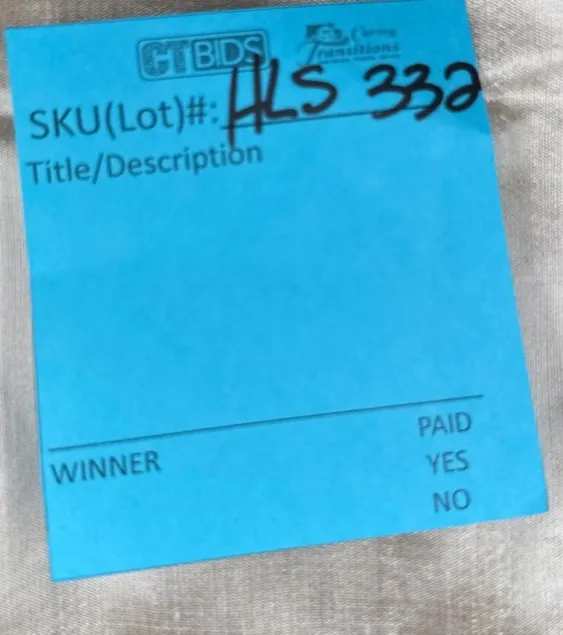 CTBIDS
Caring
Transitions
SKU(Lot)#: HLS 332
Title/Description
WINNER
PAID
YES
NO